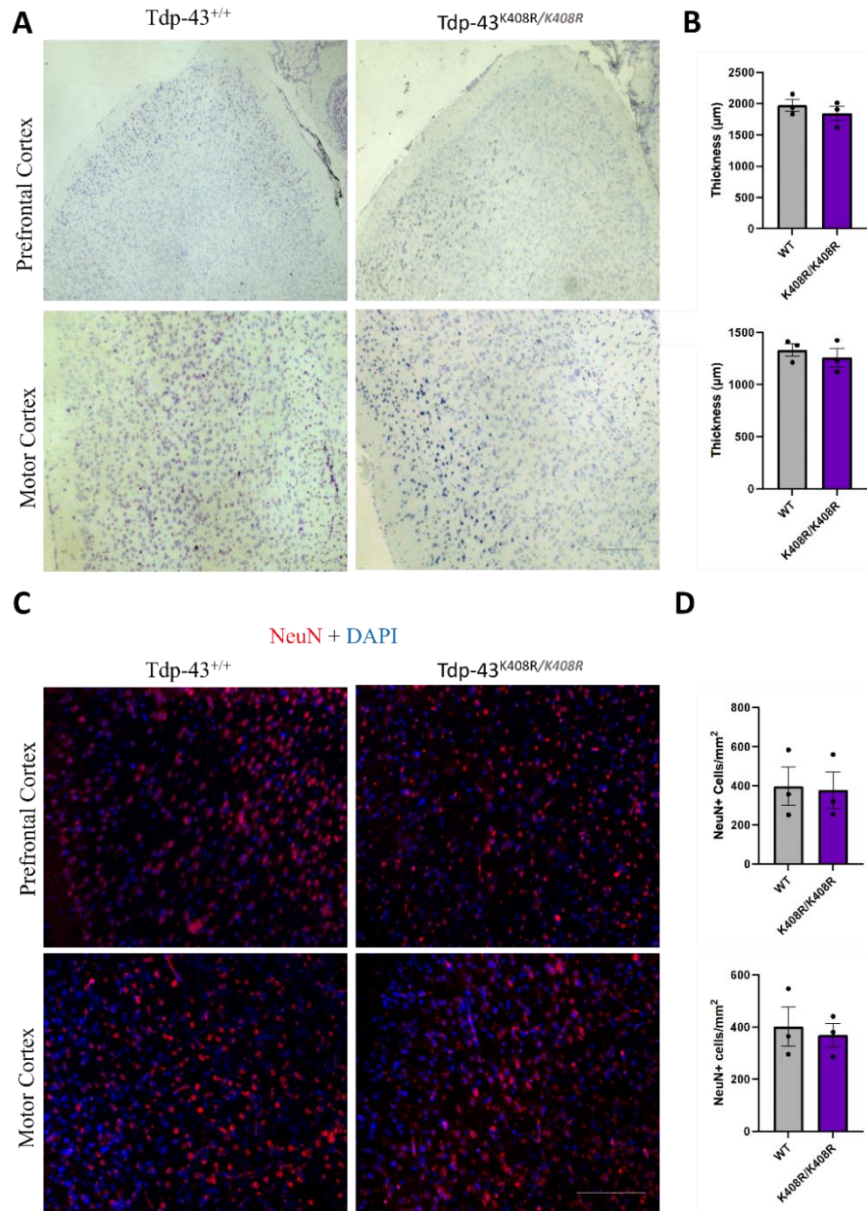 A
Tdp-43+/+
Tdp-43K408R/K408R
B
Prefrontal Cortex
Motor Cortex
Thickness (µm)
2500
2000
1500
1000
500
0
WT
K408R/K408R
Thickness (µm)
1500
1000
500
0
WT
K408R/K408R
C
NeuN + DAPI
Tdp-43+/+
Tdp-43K408R/K408R
D
Prefrontal Cortex
Motor Cortex
NeuN+ Cells/mm2
800
600
400
200
0
WT
K408R/K408R
NeuN+ cells/mm2
600
400
200
0
WT
K408R/K408R